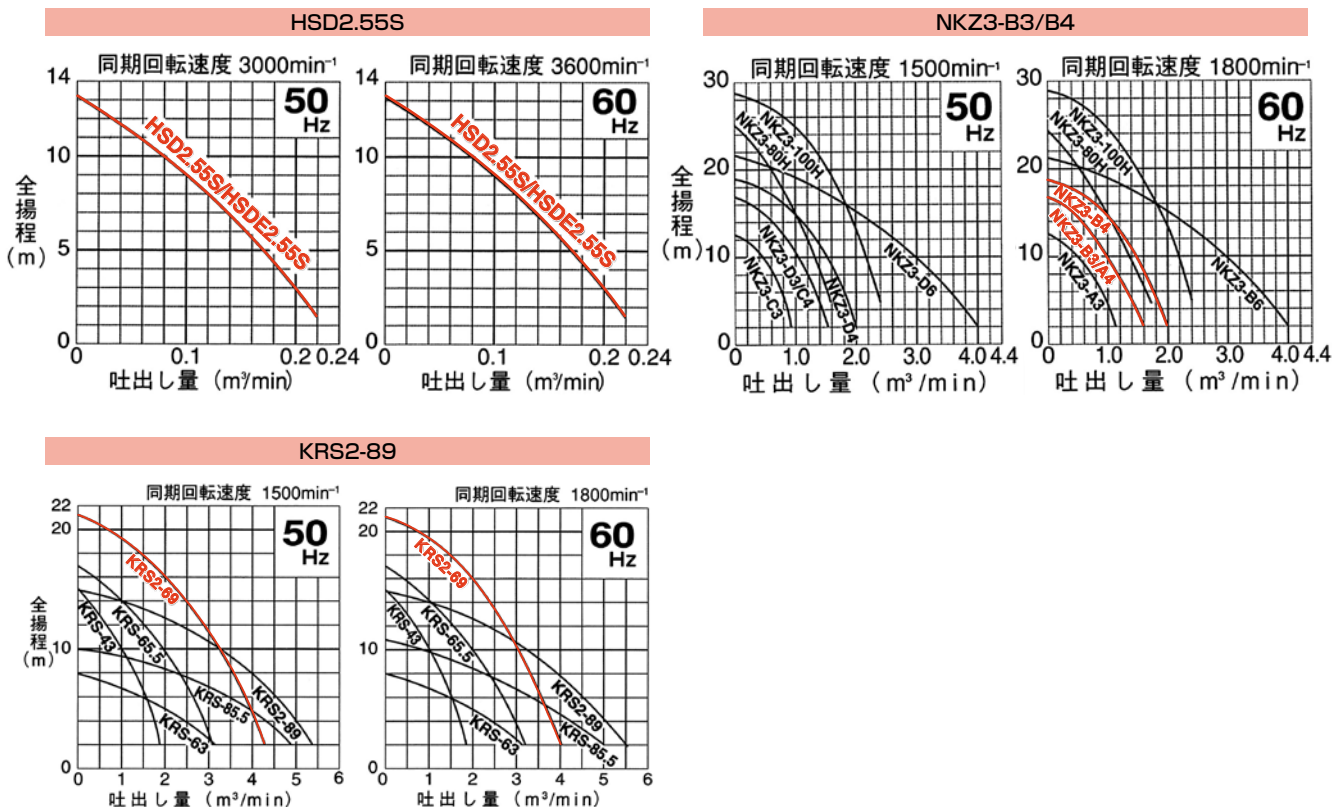 HSD2.55S
同期回転速度 3000min⁻¹
14
10
5
0
全揚程
(m)
50
Hz
HSD2.55S/HSDE2.55S
0
0.1
0.2
0.24
吐出し量 (m³/min)
同期回転速度 3600min⁻¹
14
10
5
0
60
Hz
HSD2.55S/HSDE2.55S
0
0.1
0.2
0.24
吐出し量 (m³/min)
NKZ3-B3/B4
同期回転速度 1500min⁻¹
30
20
10
0
全揚程
(m)
50
Hz
NKZ3-100H
NKZ3-80H
NKZ3-D6
NKZ3-D4
NKZ3-D3/C4
NKZ3-C3
0
1.0
2.0
3.0
4.0
4.4
吐出し量 (m³/min)
同期回転速度 1800min⁻¹
30
20
10
0
60
Hz
NKZ3-100H
NKZ3-80H
NKZ3-B4
NKZ3-B3/A4
NKZ3-A3
NKZ3-B6
0
1.0
2.0
3.0
4.0
4.4
吐出し量 (m³/min)
KRS2-89
同期回転速度 1500min⁻¹
22
20
10
0
全揚程
(m)
50
Hz
KRS2-69
KRS-43
KRS-65.5
KRS-85.5
KRS2-89
KRS-63
0
1
2
3
4
5
6
吐出し量 (m³/min)
同期回転速度 1800min⁻¹
22
20
10
0
60
Hz
KRS2-69
KRS-43
KRS-65.5
KRS2-89
KRS-85.5
KRS-63
0
1
2
3
4
5
6
吐出し量 (m³/min)